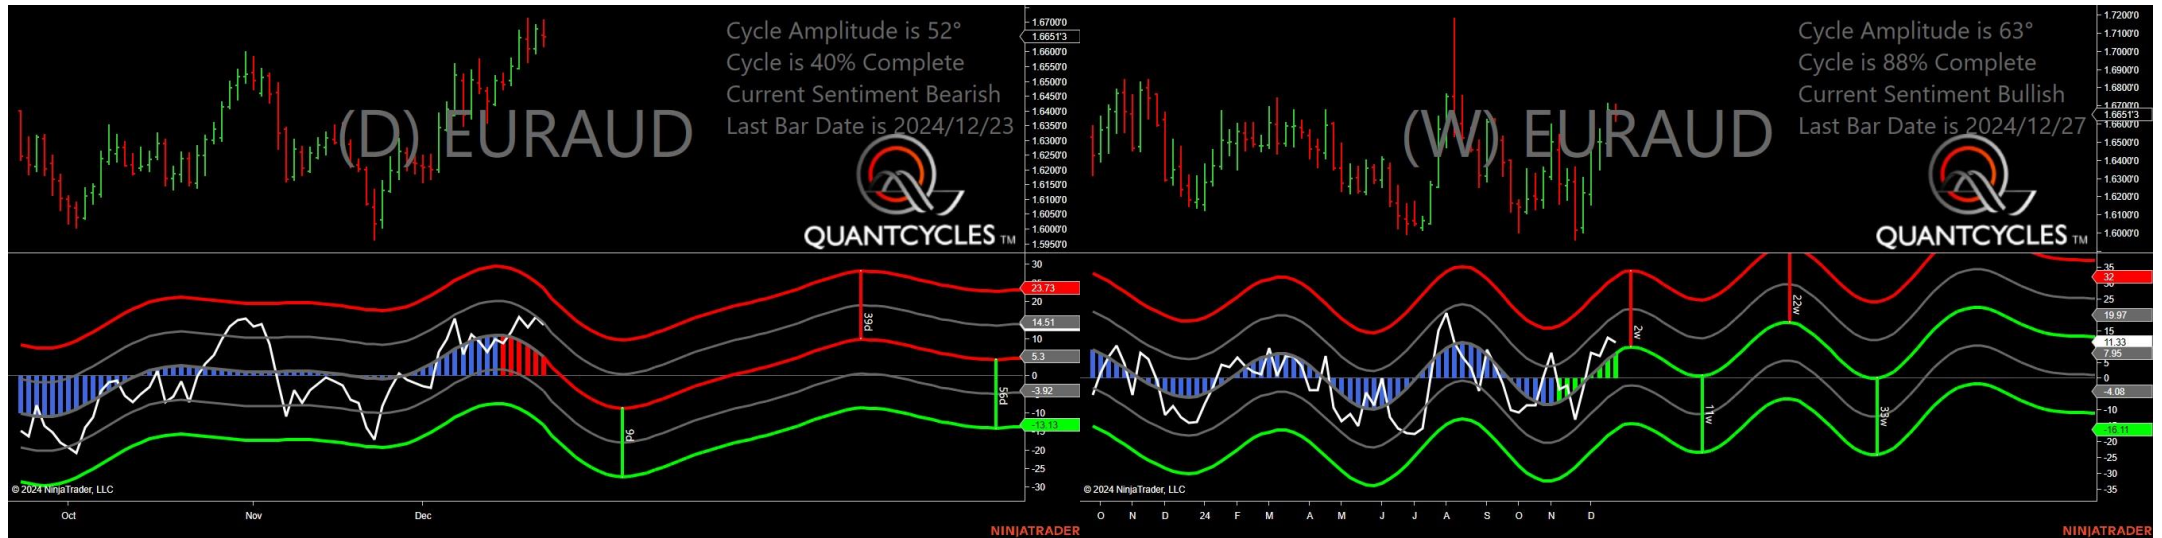 Cycle Amplitude is 52°
Cycle is 40% Complete
Current Sentiment Bearish
Last Bar Date is 2024/12/23
(D) EURAUD
QUANTCYCLES TM
1.6700'0
1.6651'3
1.6600'0
1.6550'0
1.6500'0
1.6450'0
1.6400'0
1.6350'0
1.6300'0
1.6250'0
1.6200'0
1.6150'0
1.6100'0
1.6050'0
1.6000'0
1.5950'0
30
23.73
20
14.51
10
5.3
0
-3.92
-10
-13.13
-20
-25
-30
9d
39d
56d
© 2024 NinjaTrader, LLC
Oct Nov Dec
NINJATRADER
Cycle Amplitude is 63°
Cycle is 88% Complete
Current Sentiment Bullish
Last Bar Date is 2024/12/27
(W) EURAUD
QUANTCYCLES TM
1.7200'0
1.7100'0
1.7000'0
1.6900'0
1.6800'0
1.6700'0
1.6651'3
1.6600'0
1.6500'0
1.6400'0
1.6300'0
1.6200'0
1.6100'0
1.6000'0
35
32
25
19.97
15
11.33
7.95
5
0
-4.08
-10
-16.11
-20
-25
-30
-35
2w
11w
22w
33w
© 2024 NinjaTrader, LLC
O N D 24 F M A M J J A S O N D
NINJATRADER